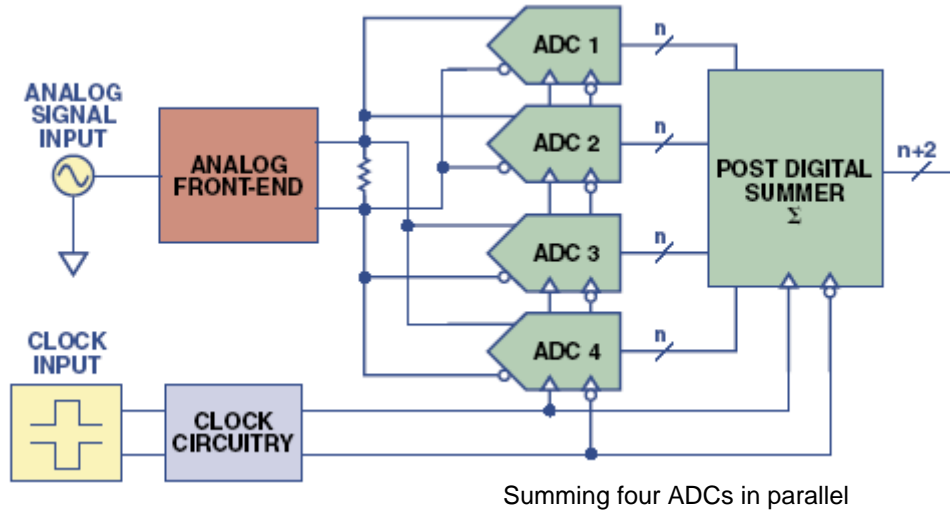 ANALOG
SIGNAL
INPUT
ANALOG
FRONT-END
ADC 1
n
ADC 2
n
ADC 3
n
ADC 4
n
POST DIGITAL
SUMMER
Σ
n+2
CLOCK
INPUT
CLOCK
CIRCUITRY
Summing four ADCs in parallel